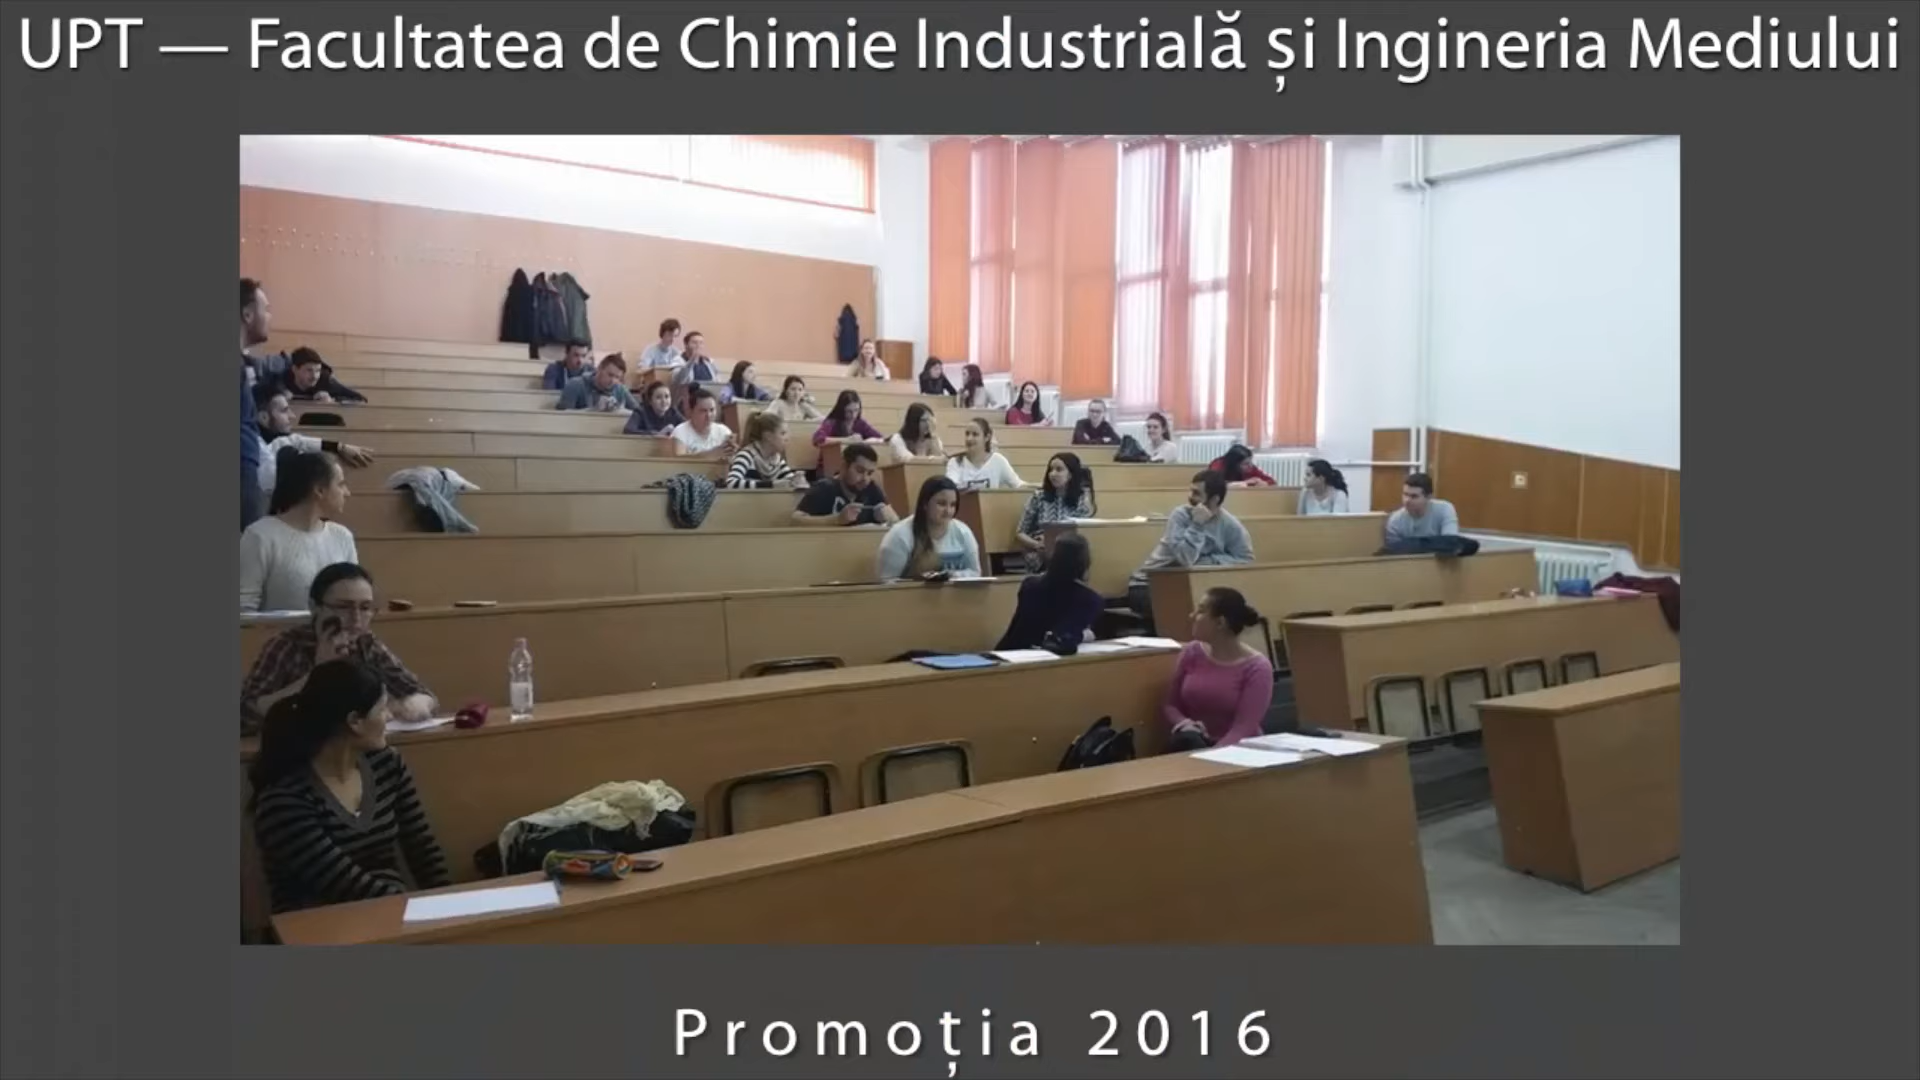 UPT — Facultatea de Chimie Industrială și Ingineria Mediului
Promoția 2016